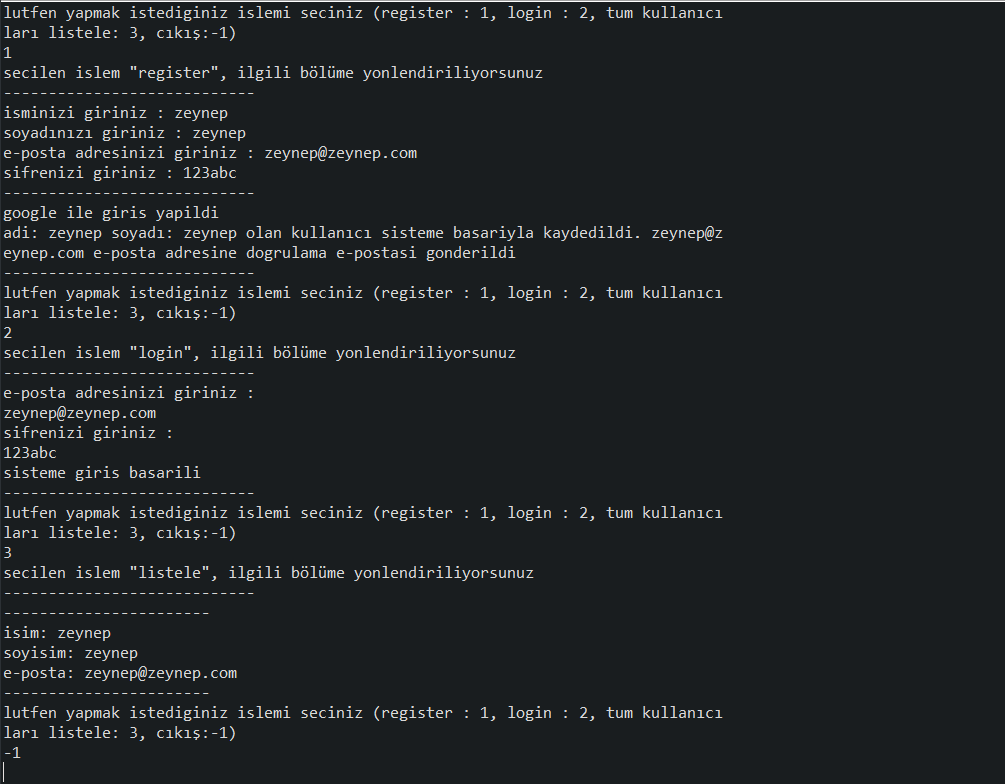 lutfen yapmak istediginiz islemi seciniz (register : 1, login : 2, tum kullanıcı
ları listele: 3, cıkış:-1)
1
secilen islem "register", ilgili bölüme yonlendiriliyorsunuz
----------------------------
isminizi giriniz : zeynep
soyadınızı giriniz : zeynep
e-posta adresinizi giriniz : zeynep@zeynep.com
sifrenizi giriniz : 123abc
----------------------------
google ile giris yapildi
adi: zeynep soyadı: zeynep olan kullanıcı sisteme basariyla kaydedildi. zeynep@z
eynep.com e-posta adresine dogrulama e-postasi gonderildi
----------------------------
lutfen yapmak istediginiz islemi seciniz (register : 1, login : 2, tum kullanıcı
ları listele: 3, cıkış:-1)
2
secilen islem "login", ilgili bölüme yonlendiriliyorsunuz
----------------------------
e-posta adresinizi giriniz :
zeynep@zeynep.com
sifrenizi giriniz :
123abc
sisteme giris basarili
----------------------------
lutfen yapmak istediginiz islemi seciniz (register : 1, login : 2, tum kullanıcı
ları listele: 3, cıkış:-1)
3
secilen islem "listele", ilgili bölüme yonlendiriliyorsunuz
----------------------------
-----------------------
isim: zeynep
soyisim: zeynep
e-posta: zeynep@zeynep.com
-----------------------
lutfen yapmak istediginiz islemi seciniz (register : 1, login : 2, tum kullanıcı
ları listele: 3, cıkış:-1)
-1